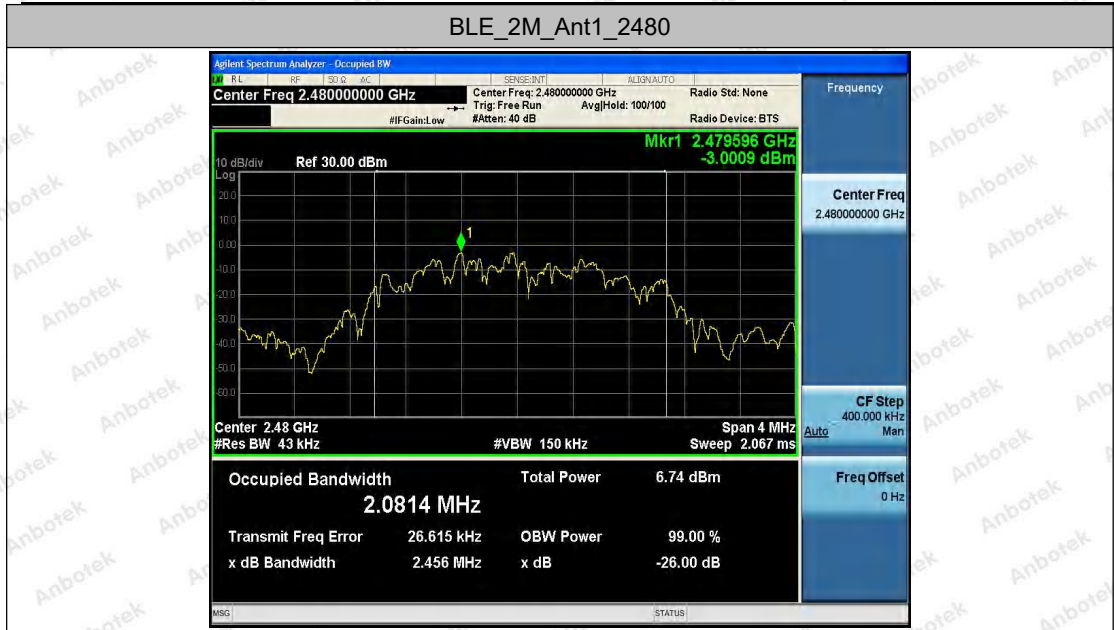 BLE_2M_Ant1_2480
Agilent Spectrum Analyzer - Occupied BW
RL RF 50 Ω AC SENSE:INT ALIGN AUTO
Center Freq 2.480000000 GHz
Center Freq: 2.480000000 GHz Radio Std: None
Trig: Free Run Avg|Hold: 100/100
#IFGain:Low #Atten: 40 dB Radio Device: BTS
Mkr1 2.479596 GHz
-3.0009 dBm
10 dB/div Ref 30.00 dBm
Log
20.0
10.0
0.00
-10.0
-20.0
-30.0
-40.0
-50.0
-60.0
1
Center 2.48 GHz Span 4 MHz
#Res BW 43 kHz #VBW 150 kHz Sweep 2.067 ms
Occupied Bandwidth Total Power 6.74 dBm
2.0814 MHz
Transmit Freq Error 26.615 kHz OBW Power 99.00 %
x dB Bandwidth 2.456 MHz x dB -26.00 dB
MSG STATUS
Frequency
Center Freq
2.480000000 GHz
CF Step
400.000 kHz
Auto Man
Freq Offset
0 Hz
Anbotek